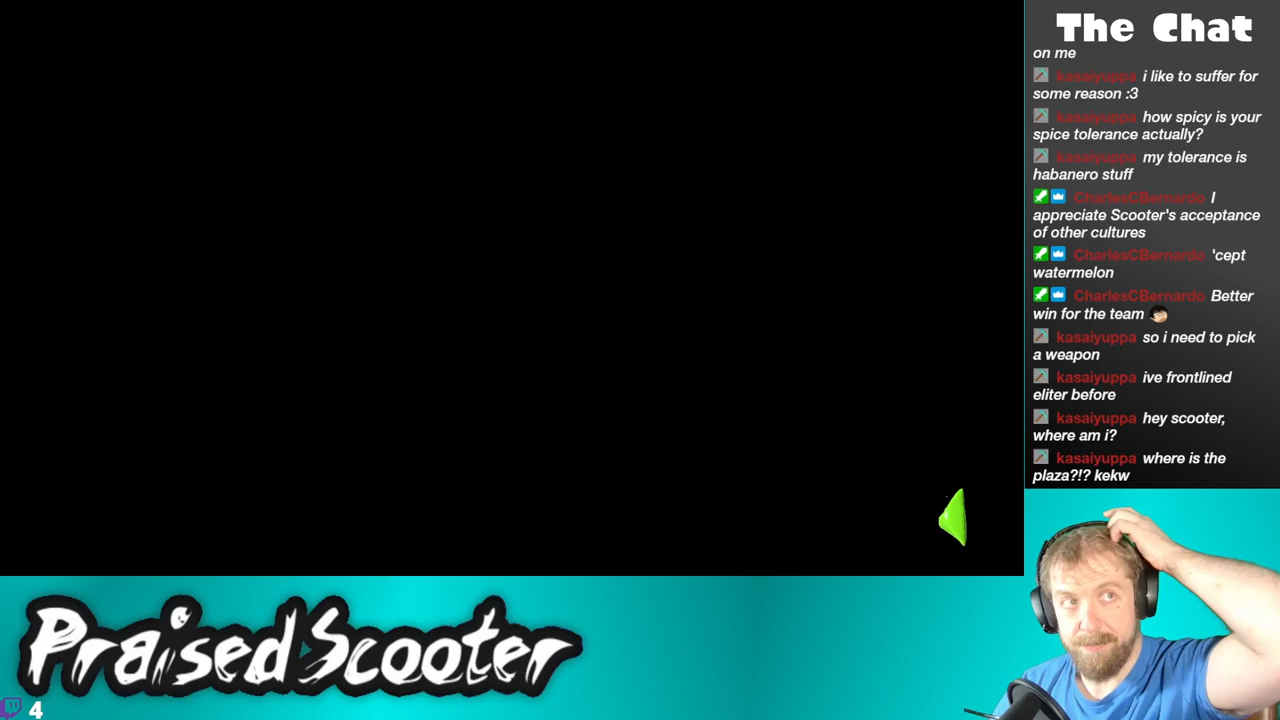 The Chat
on me
kasaiyuppa i like to suffer for
some reason :3
kasaiyuppa how spicy is your
spice tolerance actually?
kasaiyuppa my tolerance is
habanero stuff
CharlesCBernardo I
appreciate Scooter's acceptance
of other cultures
CharlesCBernardo 'cept
watermelon
CharlesCBernardo Better
win for the team
kasaiyuppa so i need to pick
a weapon
kasaiyuppa ive frontlined
eliter before
kasaiyuppa hey scooter,
where am i?
kasaiyuppa where is the
plaza?!? kekw
PraisedScooter
4